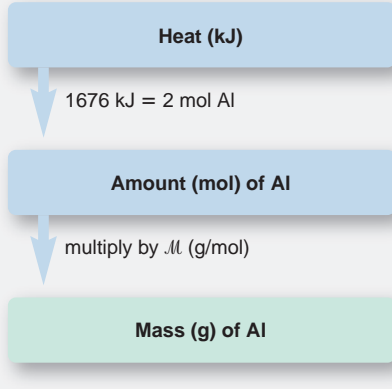 Heat (kJ)
1676 kJ = 2 mol Al
Amount (mol) of Al
multiply by ℳ (g/mol)
Mass (g) of Al